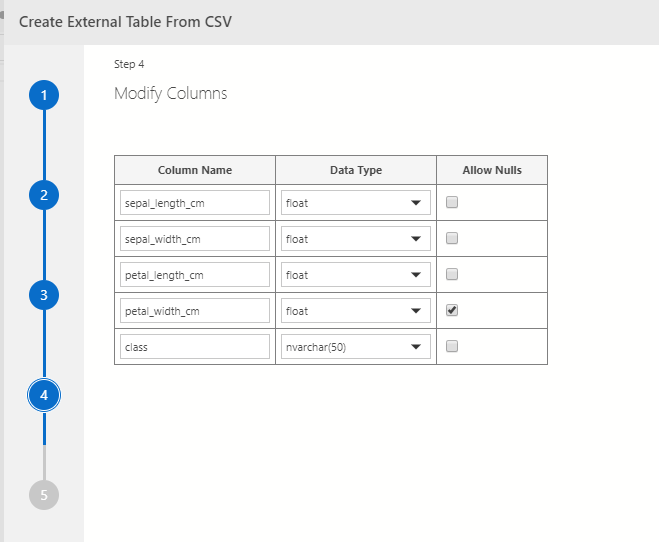 Create External Table From CSV
Step 4
Modify Columns
1
2
3
4
5
Column Name Data Type Allow Nulls
sepal_length_cm float
sepal_width_cm float
petal_length_cm float
petal_width_cm float
class nvarchar(50)